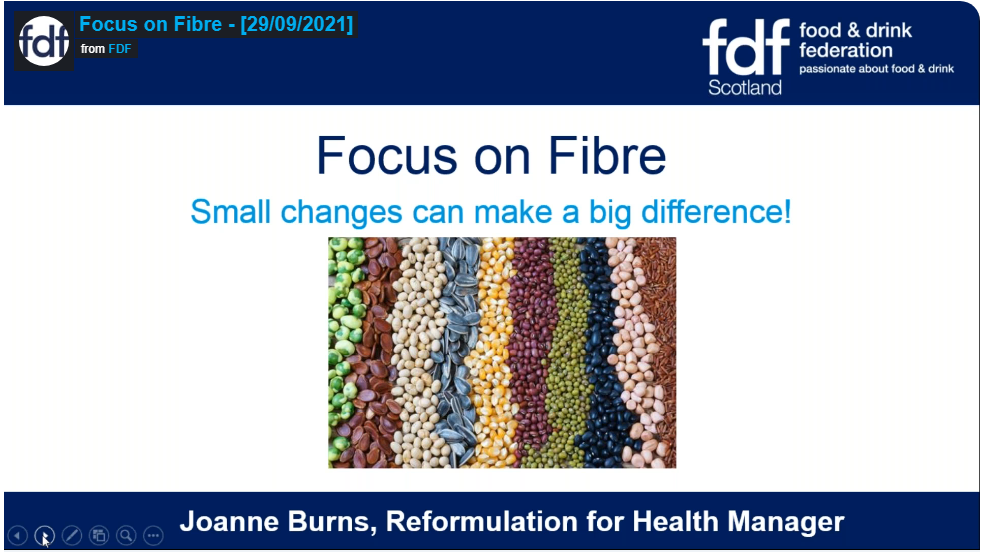 Focus on Fibre - [29/09/2021]
from FDF
fdf
fdf
Scotland
food & drink
federation
passionate about food & drink
Focus on Fibre
Small changes can make a big difference!
Joanne Burns, Reformulation for Health Manager